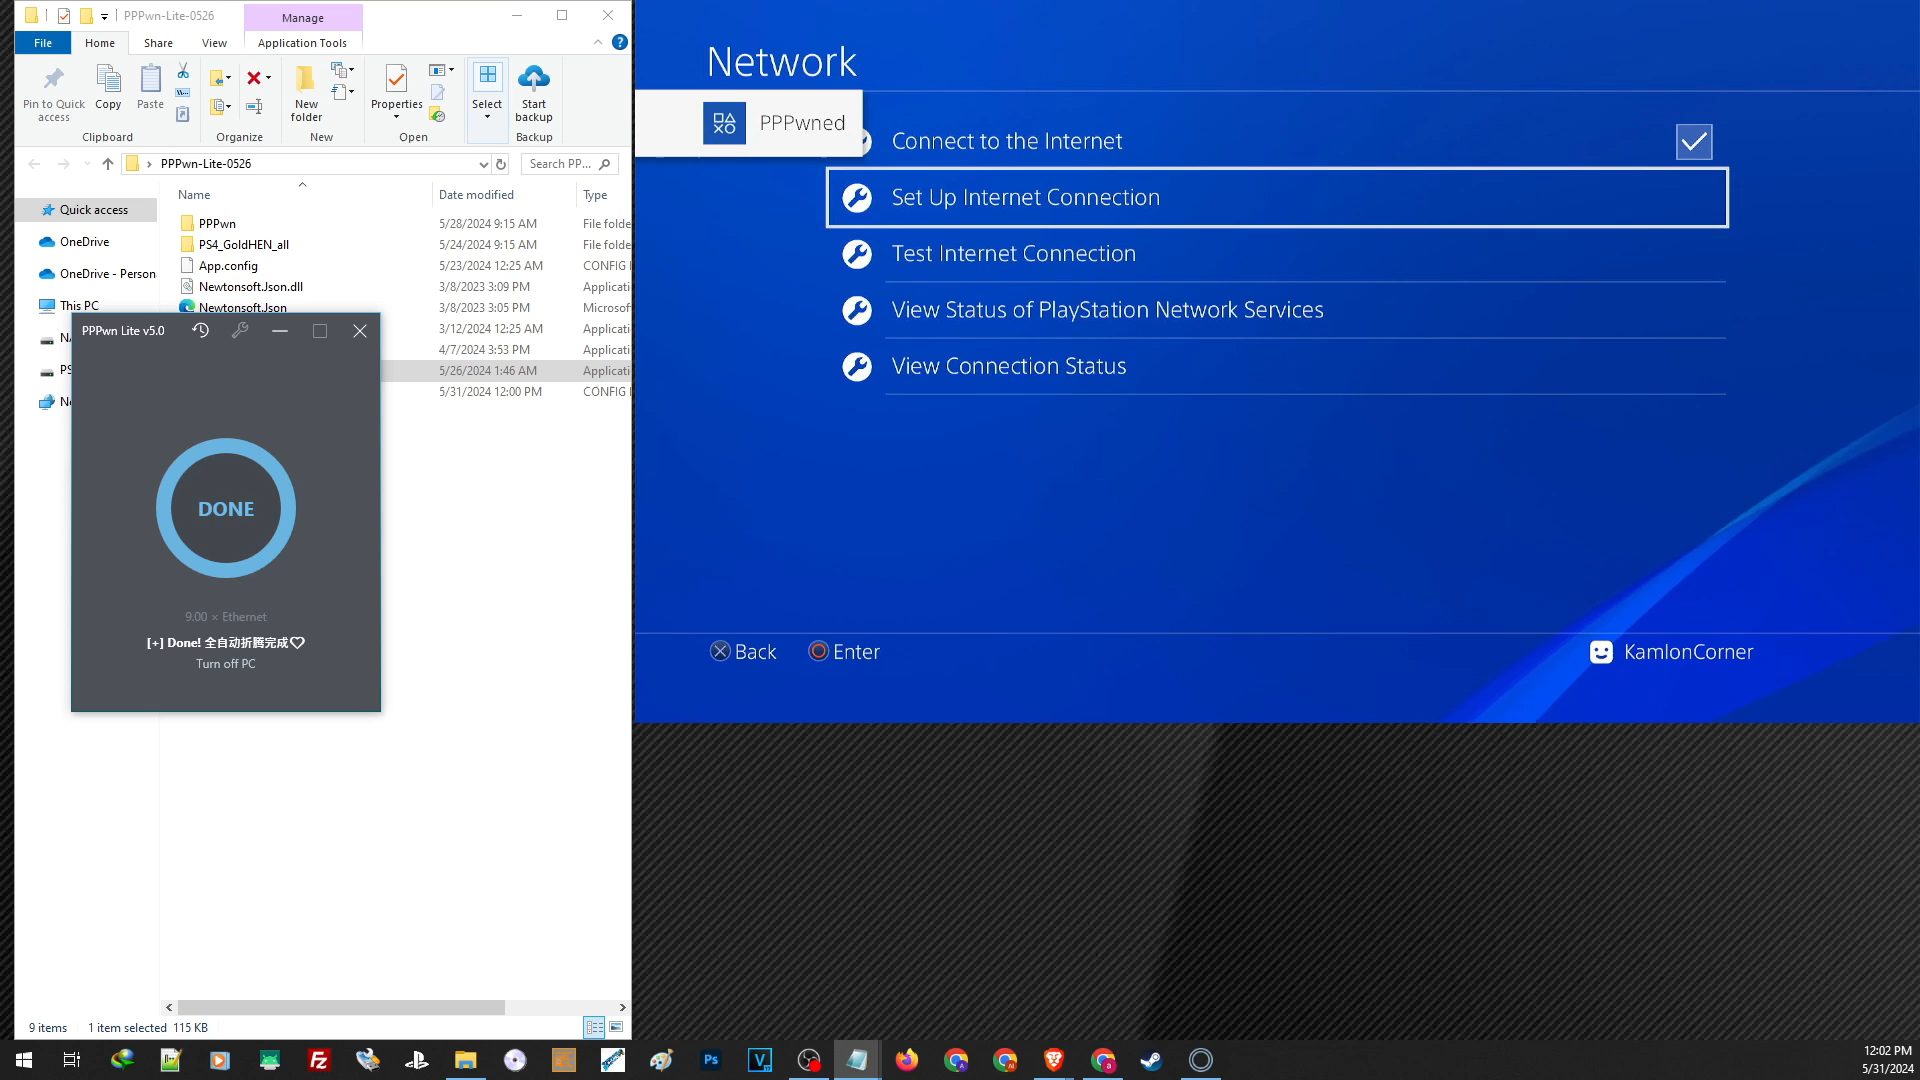 PPPwn-Lite-0526
Manage
File
Home
Share
View
Application Tools
Pin to Quick
access
Copy
Paste
New
folder
Properties
Select
Start
backup
Clipboard
Organize
New
Open
Backup
PPPwn-Lite-0526
Search PP...
Name
Date modified
Type
Quick access
OneDrive
OneDrive - Person
This PC
PPPwn
5/28/2024 9:15 AM
File folde
PS4_GoldHEN_all
5/24/2024 9:15 AM
File folde
App.config
5/23/2024 12:25 AM
CONFIG
Newtonsoft.Json.dll
3/8/2023 3:09 PM
Applicati
Newtonsoft.Json
3/8/2023 3:05 PM
Microsof
3/12/2024 12:25 AM
Applicati
4/7/2024 3:53 PM
Applicati
5/26/2024 1:46 AM
Applicati
5/31/2024 12:00 PM
CONFIG
PPPwn Lite v5.0
DONE
9.00 × Ethernet
[+] Done! 全自动折腾完成♡
Turn off PC
9 items
1 item selected 115 KB
Network
PPPwned
Connect to the Internet
Set Up Internet Connection
Test Internet Connection
View Status of PlayStation Network Services
View Connection Status
Back
Enter
KamlonCorner
Ps
12:02 PM
5/31/2024